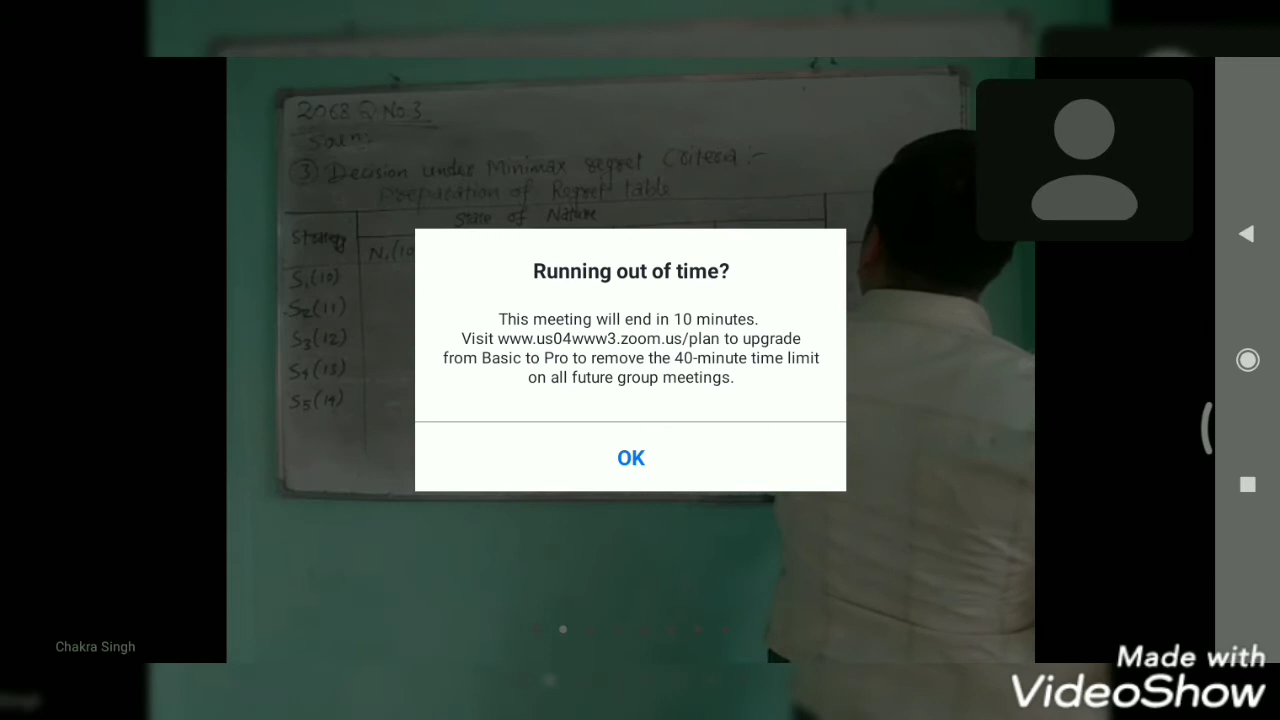 2068 Q.No.3
Soln:
③ Decision under Minimax regret Criteria :-
Preparation of Regret table
State of Nature
Strategy
N₁(10
S₁(10)
S₂(11)
S₃(12)
S₄(13)
S₅(14)
Running out of time?
This meeting will end in 10 minutes.
Visit www.us04www3.zoom.us/plan to upgrade
from Basic to Pro to remove the 40-minute time limit
on all future group meetings.
OK
Chakra Singh
Made with
VideoShow